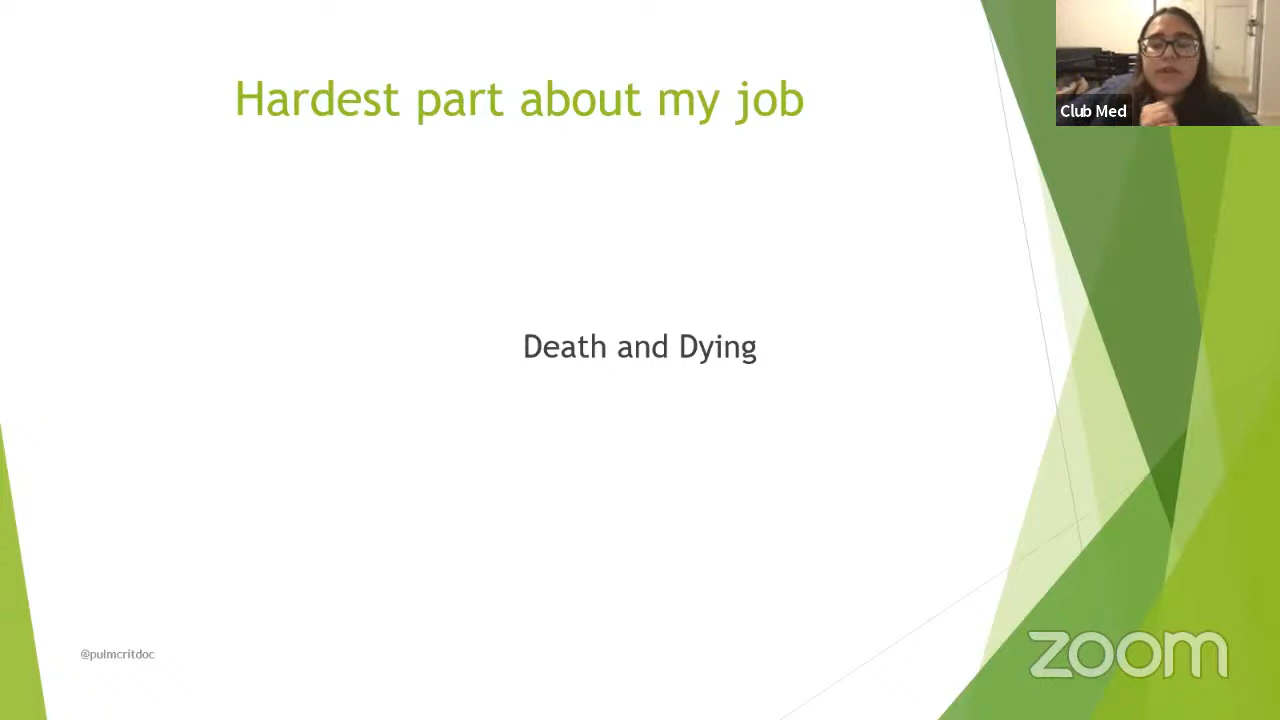 Hardest part about my job
Club Med
Death and Dying
@pulmcritdoc
zoom